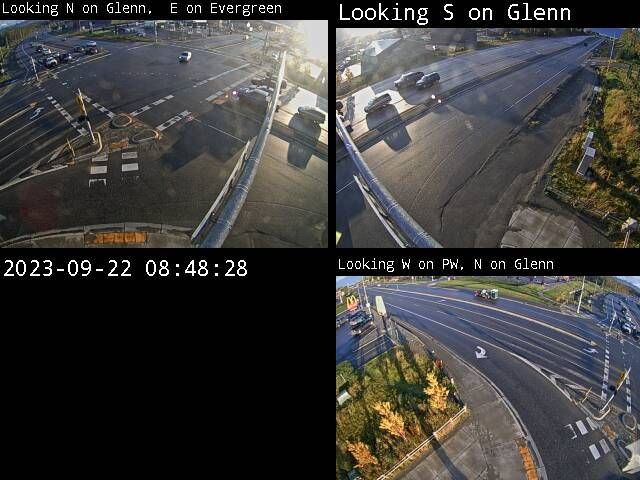 Looking N on Glenn,  E on Evergreen
Looking S on Glenn
2023-09-22 08:48:28
Looking W on PW, N on Glenn